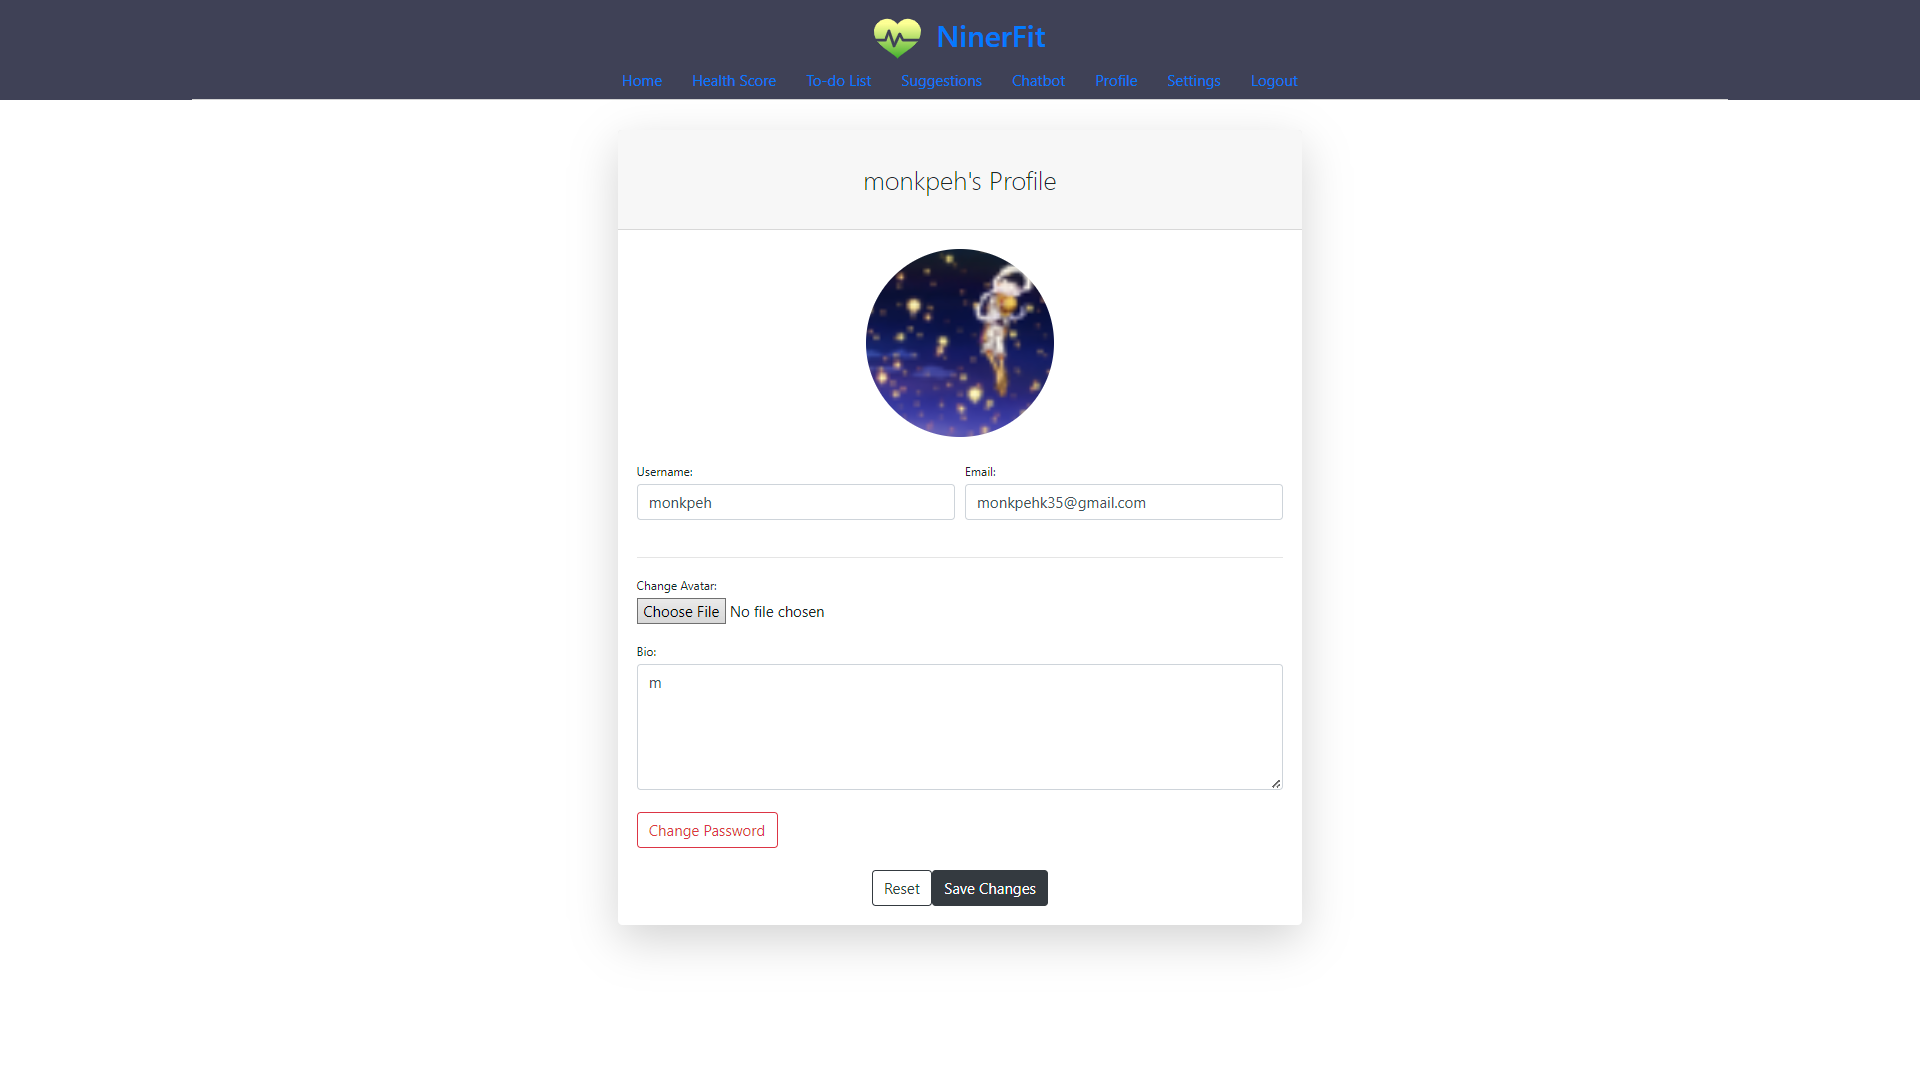 NinerFit
Home Health Score To-do List Suggestions Chatbot Profile Settings Logout
monkpeh's Profile
Username: Email:
monkpeh monkpehk35@gmail.com
Change Avatar:
Choose File No file chosen
Bio:
m
Change Password
Reset Save Changes